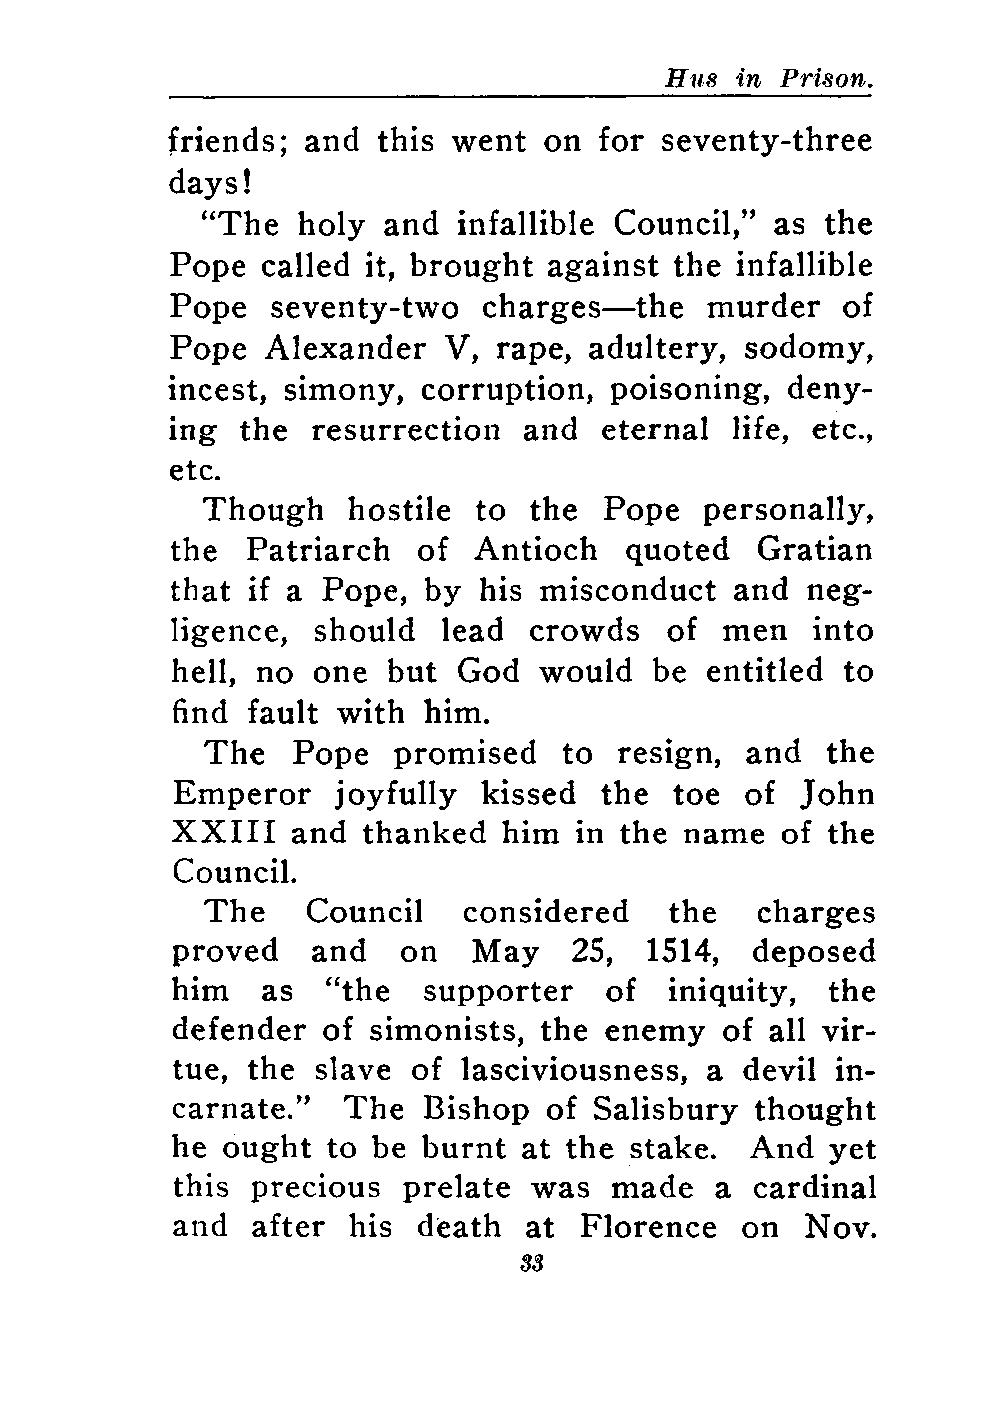 Hus in Prison.
friends; and this went on for seventy-three
days!
“The holy and infallible Council,” as the
Pope called it, brought against the infallible
Pope seventy-two charges—the murder of
Pope Alexander V, rape, adultery, sodomy,
incest, simony, corruption, poisoning, deny-
ing the resurrection and eternal life, etc.,
etc.
Though hostile to the Pope personally,
the Patriarch of Antioch quoted Gratian
that if a Pope, by his misconduct and neg-
ligence, should lead crowds of men into
hell, no one but God would be entitled to
find fault with him.
The Pope promised to resign, and the
Emperor joyfully kissed the toe of John
XXIII and thanked him in the name of the
Council.
The Council considered the charges
proved and on May 25, 1514, deposed
him as “the supporter of iniquity, the
defender of simonists, the enemy of all vir-
tue, the slave of lasciviousness, a devil in-
carnate.” The Bishop of Salisbury thought
he ought to be burnt at the stake. And yet
this precious prelate was made a cardinal
and after his death at Florence on Nov.
33